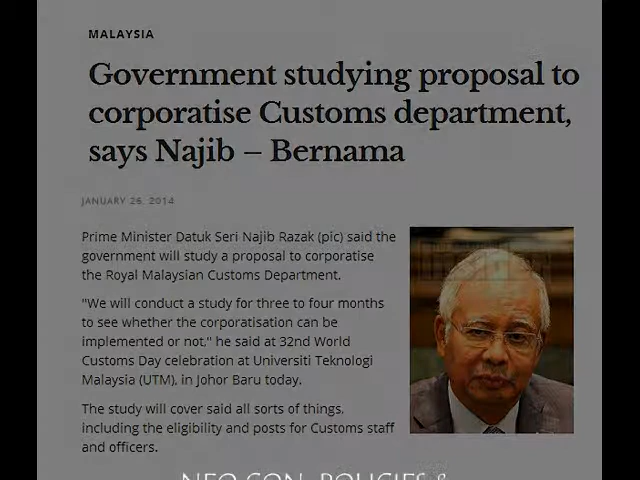 MALAYSIA
Government studying proposal to
corporatise Customs department,
says Najib – Bernama
JANUARY 26, 2014
Prime Minister Datuk Seri Najib Razak (pic) said the
government will study a proposal to corporatise
the Royal Malaysian Customs Department.
"We will conduct a study for three to four months
to see whether the corporatisation can be
implemented or not," he said at 32nd World
Customs Day celebration at Universiti Teknologi
Malaysia (UTM), in Johor Baru today.
The study will cover said all sorts of things,
including the eligibility and posts for Customs staff
and officers.
NEO CON, POLICIES &